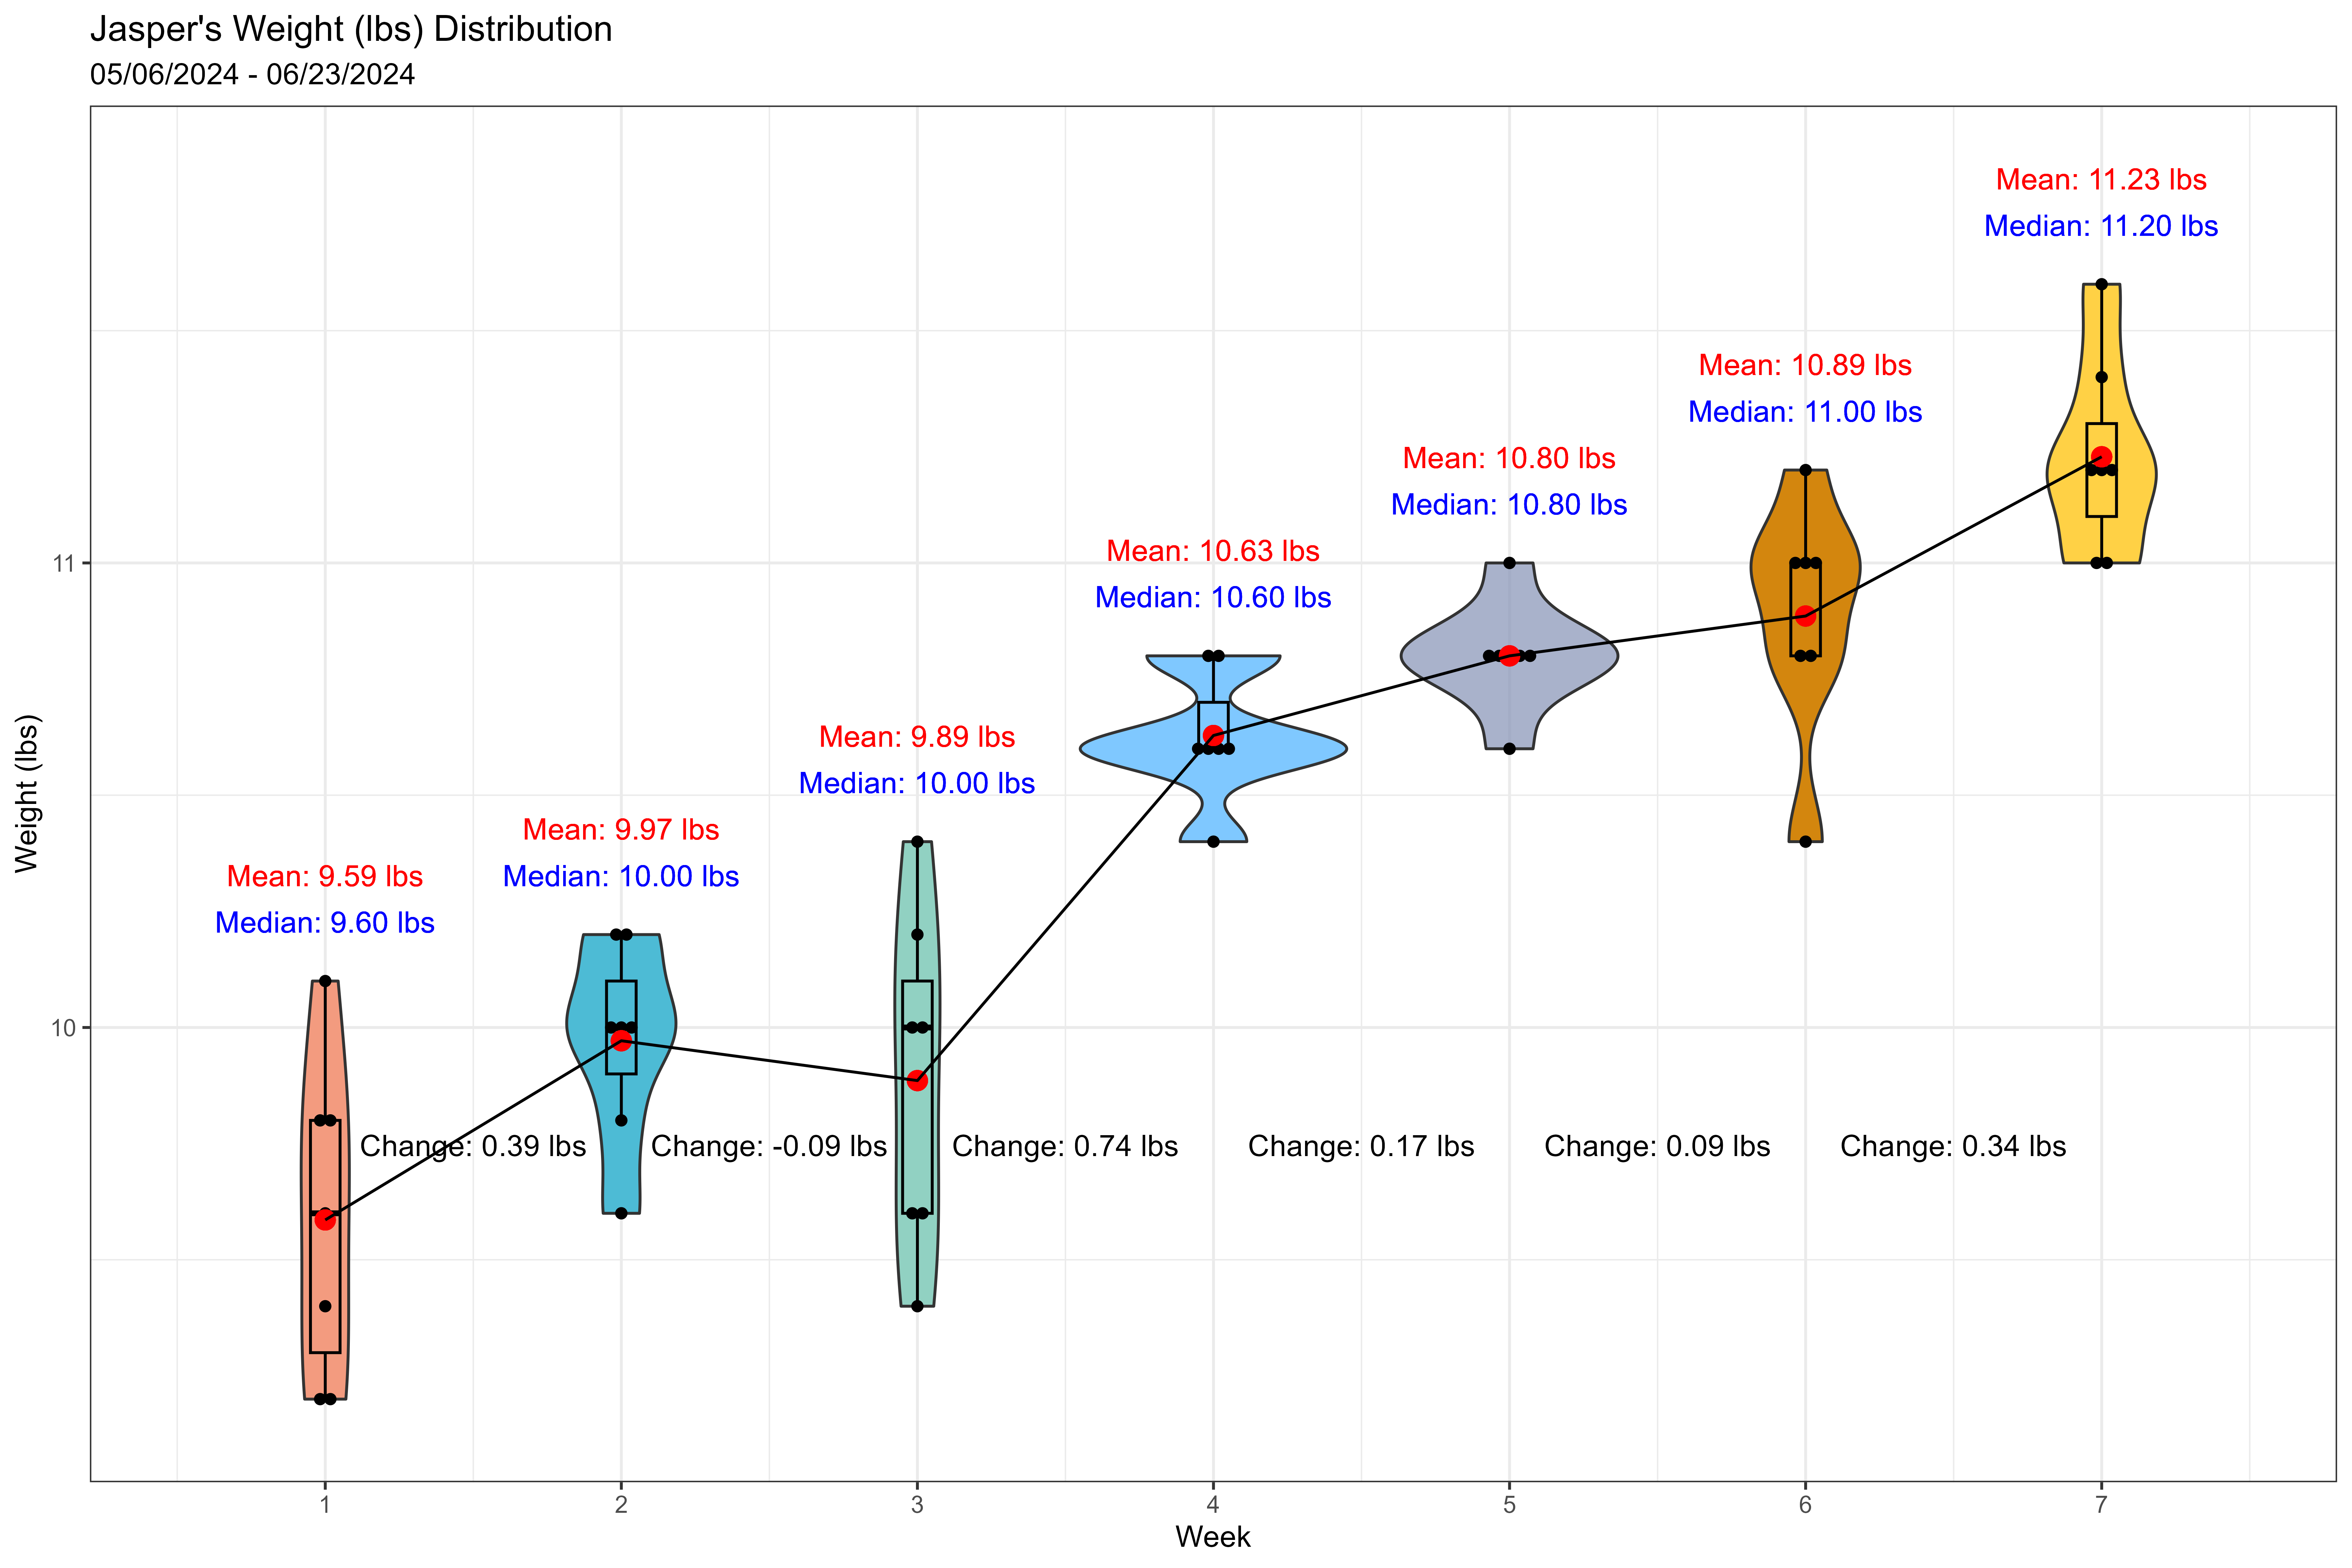 Jasper's Weight (lbs) Distribution
05/06/2024 - 06/23/2024
Mean: 11.23 lbs
Median: 11.20 lbs
Mean: 10.89 lbs
Median: 11.00 lbs
Mean: 10.80 lbs
Median: 10.80 lbs
Mean: 10.63 lbs
Median: 10.60 lbs
Mean: 9.89 lbs
Median: 10.00 lbs
Mean: 9.97 lbs
Median: 10.00 lbs
Mean: 9.59 lbs
Median: 9.60 lbs
Change: 0.39 lbs
Change: -0.09 lbs
Change: 0.74 lbs
Change: 0.17 lbs
Change: 0.09 lbs
Change: 0.34 lbs
11
10
Weight (lbs)
1 2 3 4 5 6 7
Week